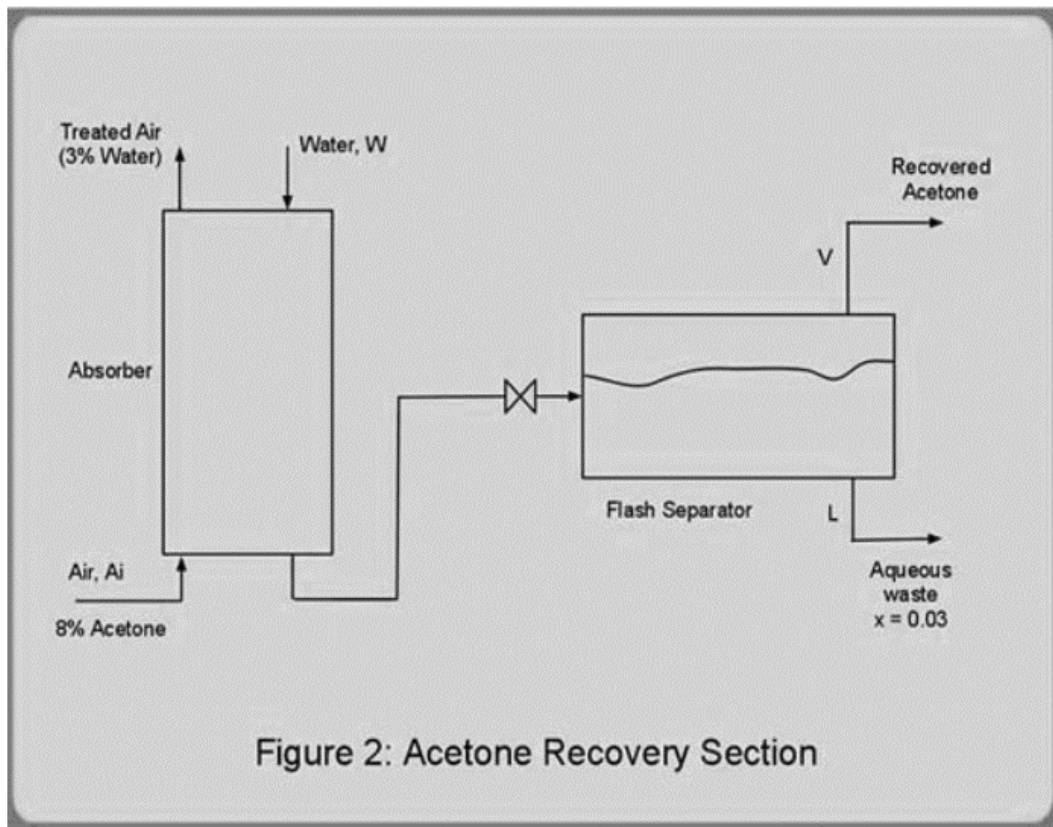 Treated Air
(3% Water)
Water, W
Recovered
Acetone
V
Absorber
Flash Separator
L
Air, Ai
8% Acetone
Aqueous
waste
x = 0.03
Figure 2: Acetone Recovery Section